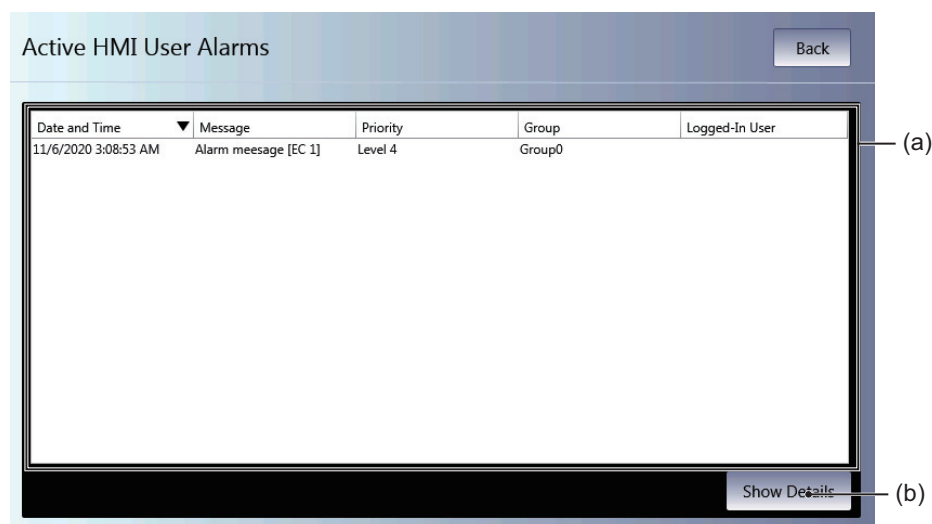 Active HMI User Alarms
Back
Date and Time ▼ Message Priority Group Logged-In User
11/6/2020 3:08:53 AM Alarm meesage [EC 1] Level 4 Group0
(a)
Show Details
(b)